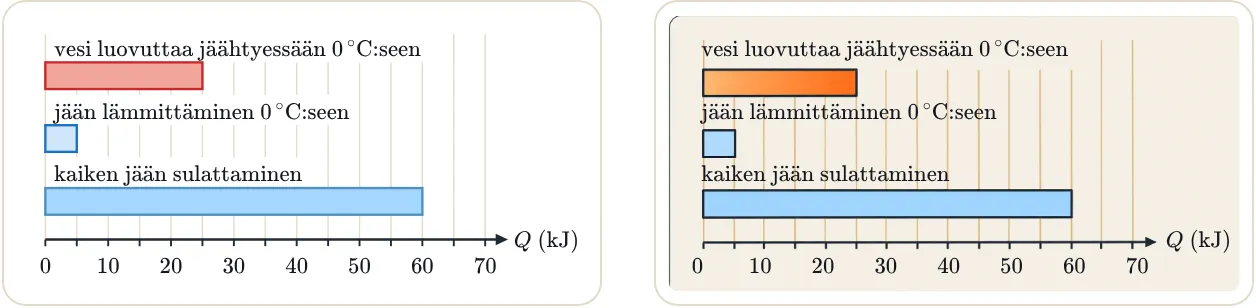 vesi luovuttaa jäähtyessään 0 °C:seen
jään lämmittäminen 0 °C:seen
kaiken jään sulattaminen
Q (kJ)
0 10 20 30 40 50 60 70
vesi luovuttaa jäähtyessään 0 °C:seen
jään lämmittäminen 0 °C:seen
kaiken jään sulattaminen
Q (kJ)
0 10 20 30 40 50 60 70